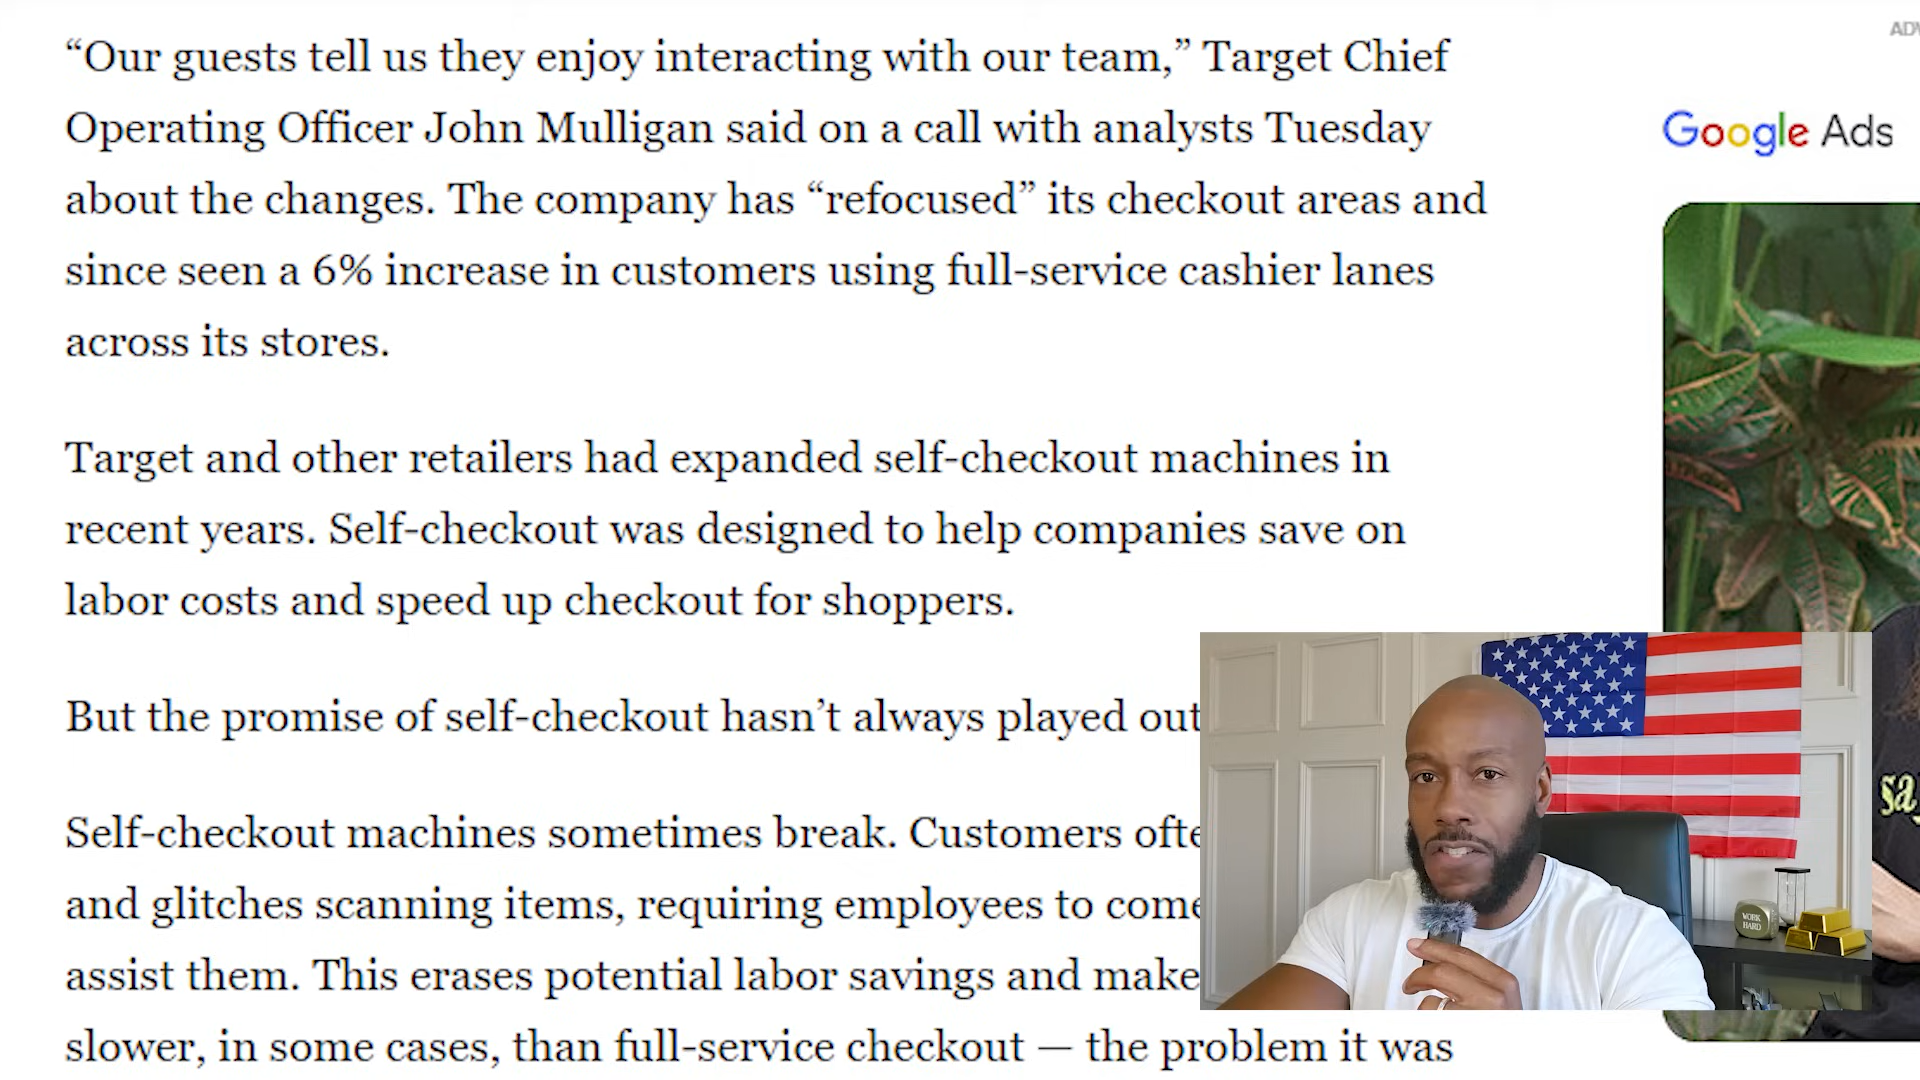 “Our guests tell us they enjoy interacting with our team,” Target Chief
Operating Officer John Mulligan said on a call with analysts Tuesday
about the changes. The company has “refocused” its checkout areas and
since seen a 6% increase in customers using full-service cashier lanes
across its stores.
Target and other retailers had expanded self-checkout machines in
recent years. Self-checkout was designed to help companies save on
labor costs and speed up checkout for shoppers.
But the promise of self-checkout hasn’t always played out
Self-checkout machines sometimes break. Customers ofte
and glitches scanning items, requiring employees to come
assist them. This erases potential labor savings and make
slower, in some cases, than full-service checkout — the problem it was
Google Ads
WORK
HARD